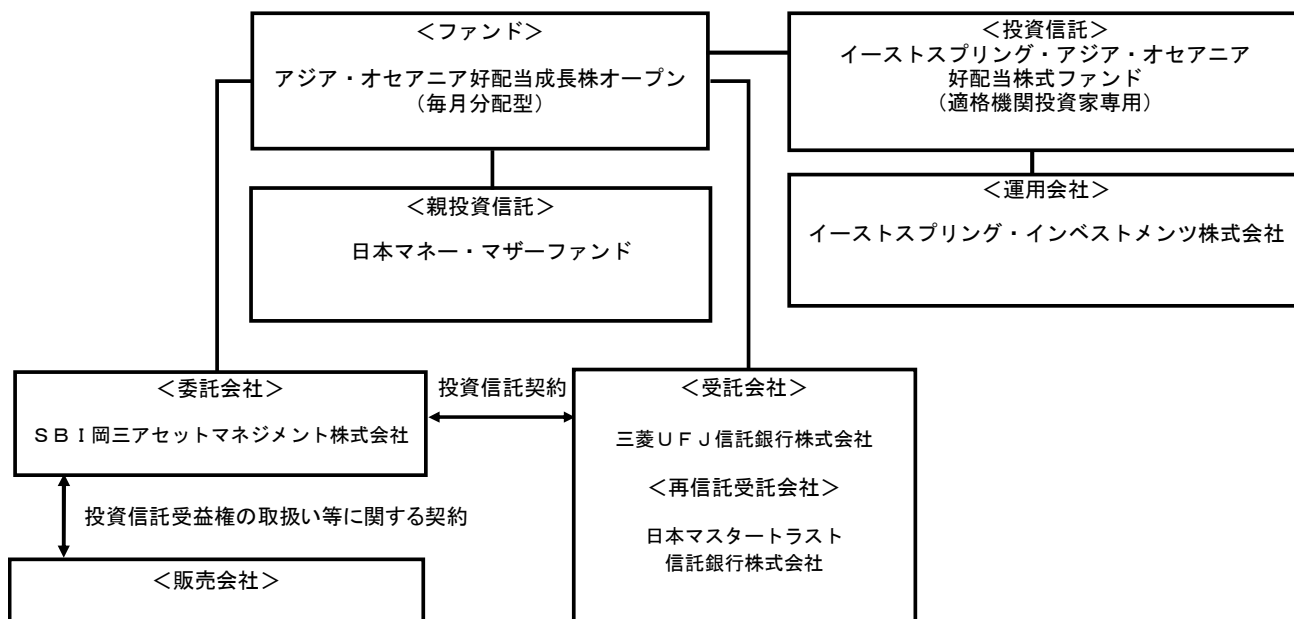 ＜ファンド＞
アジア・オセアニア好配当成長株オープン
（毎月分配型）
＜投資信託＞
イーストスプリング・アジア・オセアニア
好配当株式ファンド
（適格機関投資家専用）
＜親投資信託＞
日本マネー・マザーファンド
＜運用会社＞
イーストスプリング・インベストメンツ株式会社
＜委託会社＞
ＳＢＩ岡三アセットマネジメント株式会社
投資信託契約
＜受託会社＞
三菱ＵＦＪ信託銀行株式会社
＜再信託受託会社＞
日本マスタートラスト
信託銀行株式会社
投資信託受益権の取扱い等に関する契約
＜販売会社＞